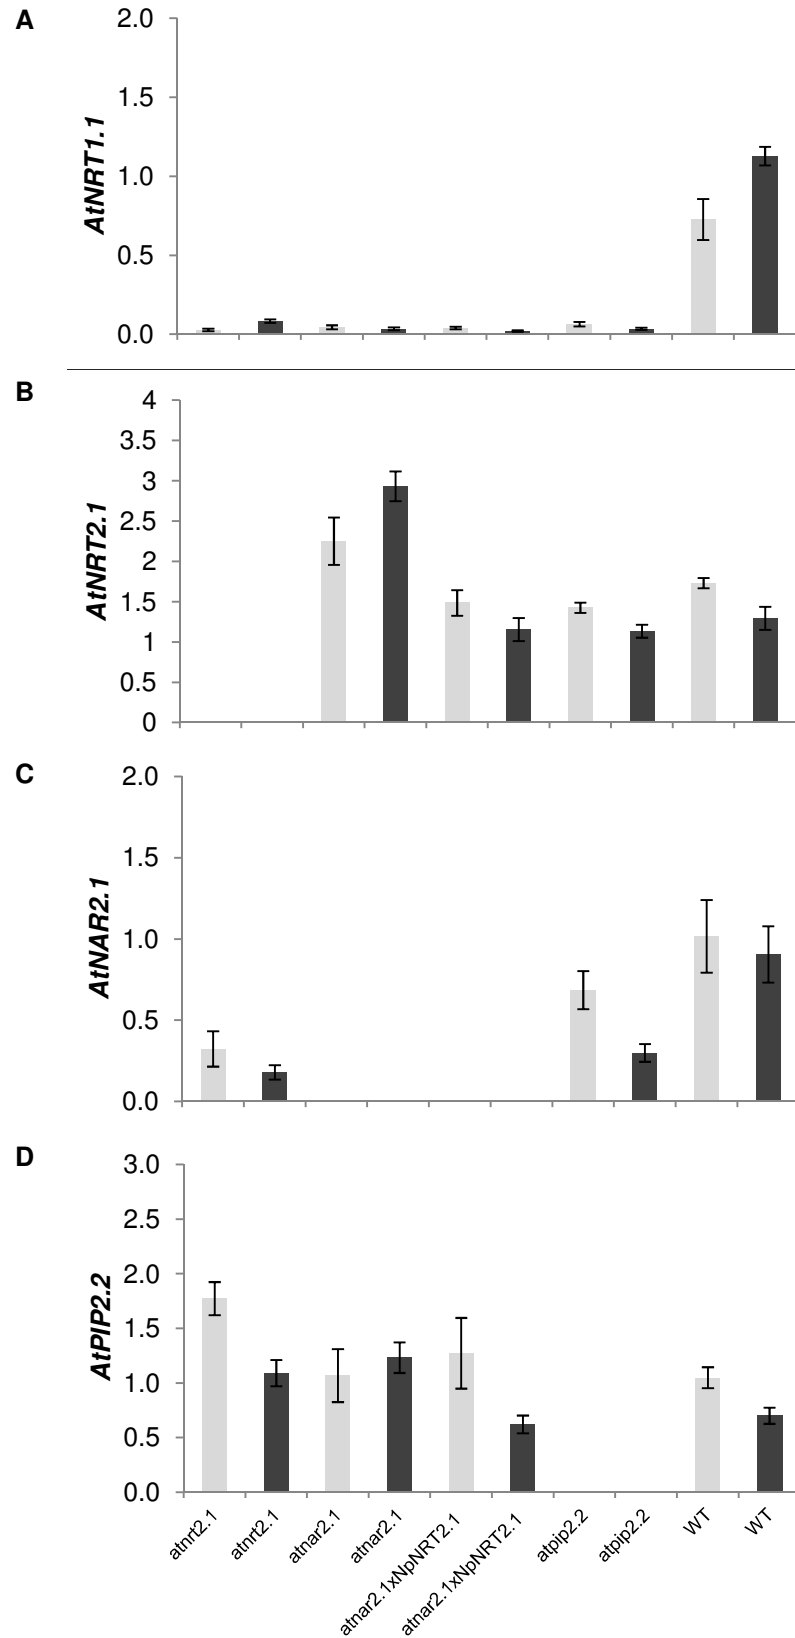 A
2.0
1.5
1.0
0.5
0.0
AtNRT1.1
B
4
3.5
3
2.5
2
1.5
1
0.5
0
AtNRT2.1
C
2.0
1.5
1.0
0.5
0.0
AtNAR2.1
D
3.0
2.5
2.0
1.5
1.0
0.5
0.0
AtPIP2.2
atnrt2.1
atnrt2.1
atnar2.1
atnar2.1
atnar2.1xNpNRT2.1
atnar2.1xNpNRT2.1
atpip2.2
atpip2.2
WT
WT